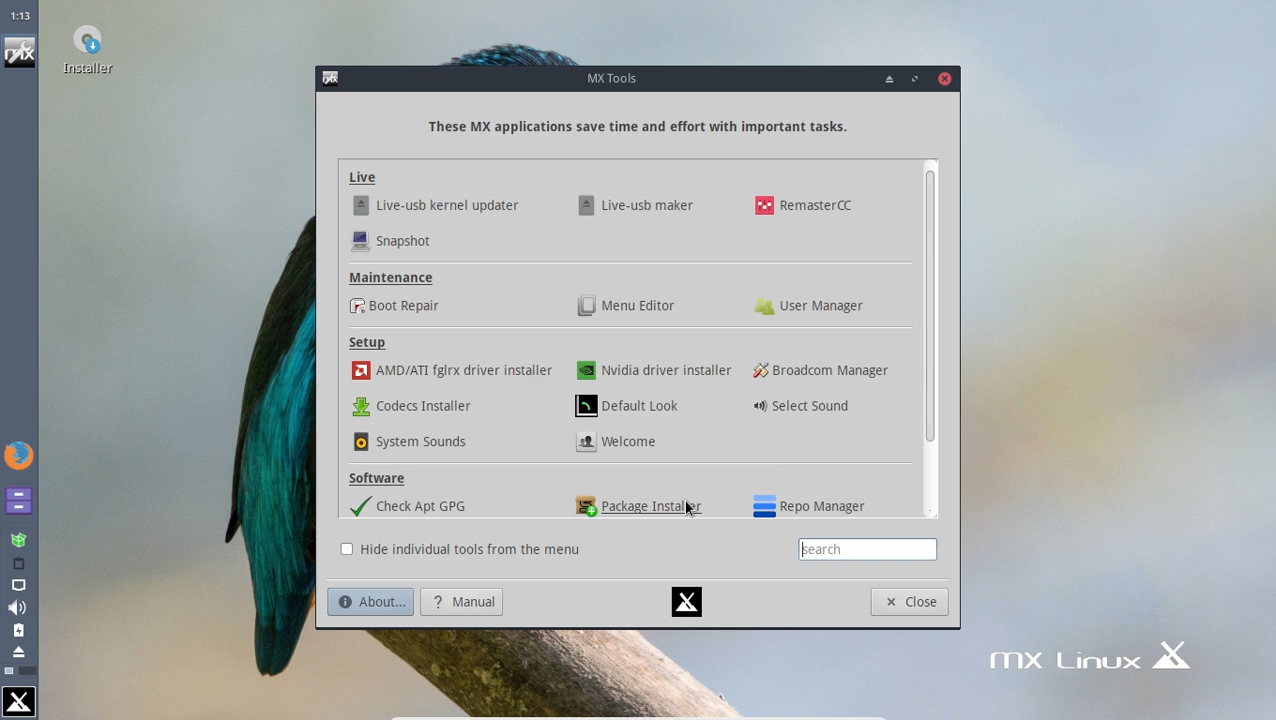 1:13
Installer
MX Tools
These MX applications save time and effort with important tasks.
Live
Live-usb kernel updater Live-usb maker RemasterCC
Snapshot
Maintenance
Boot Repair Menu Editor User Manager
Setup
AMD/ATI fglrx driver installer Nvidia driver installer Broadcom Manager
Codecs Installer Default Look Select Sound
System Sounds Welcome
Software
Check Apt GPG Package Installer Repo Manager
Hide individual tools from the menu search
About... ? Manual Close
mx Linux